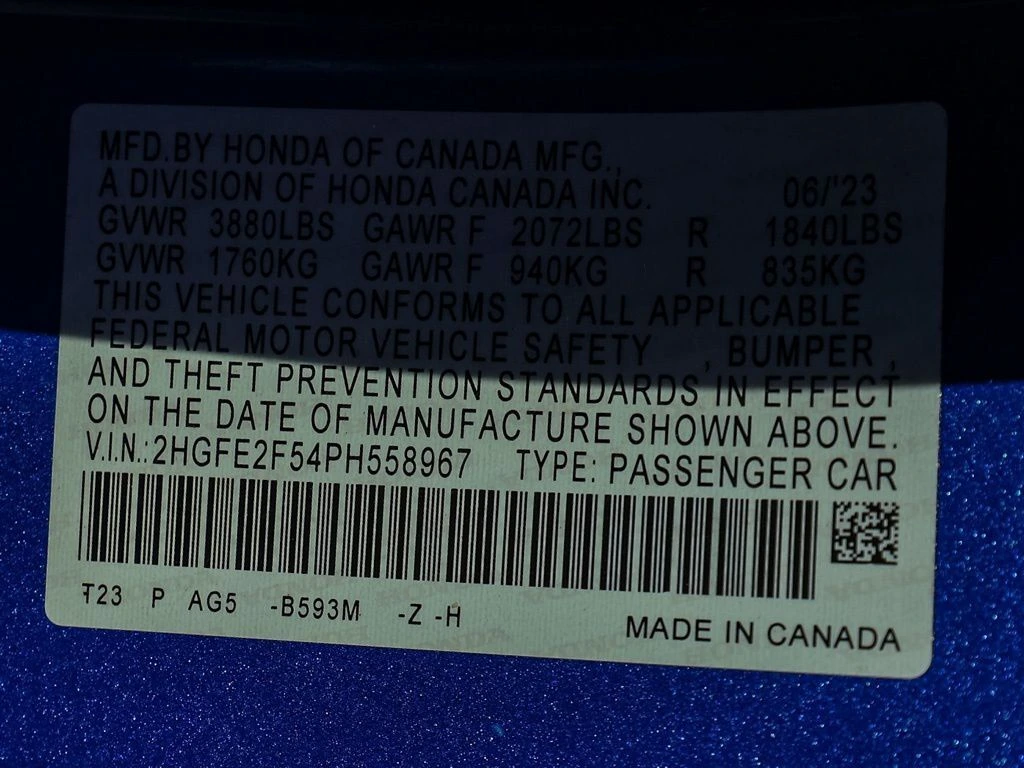 MFD.BY HONDA OF CANADA MFG.,
A DIVISION OF HONDA CANADA INC. 06/'23
GVWR 3880LBS GAWR F 2072LBS R 1840LBS
GVWR 1760KG GAWR F 940KG R 835KG
THIS VEHICLE CONFORMS TO ALL APPLICABLE
FEDERAL MOTOR VEHICLE SAFETY , BUMPER ,
AND THEFT PREVENTION STANDARDS IN EFFECT
ON THE DATE OF MANUFACTURE SHOWN ABOVE.
V.I.N.: 2HGFE2F54PH558967 TYPE: PASSENGER CAR
T23 P AG5 -B593M -Z -H
MADE IN CANADA